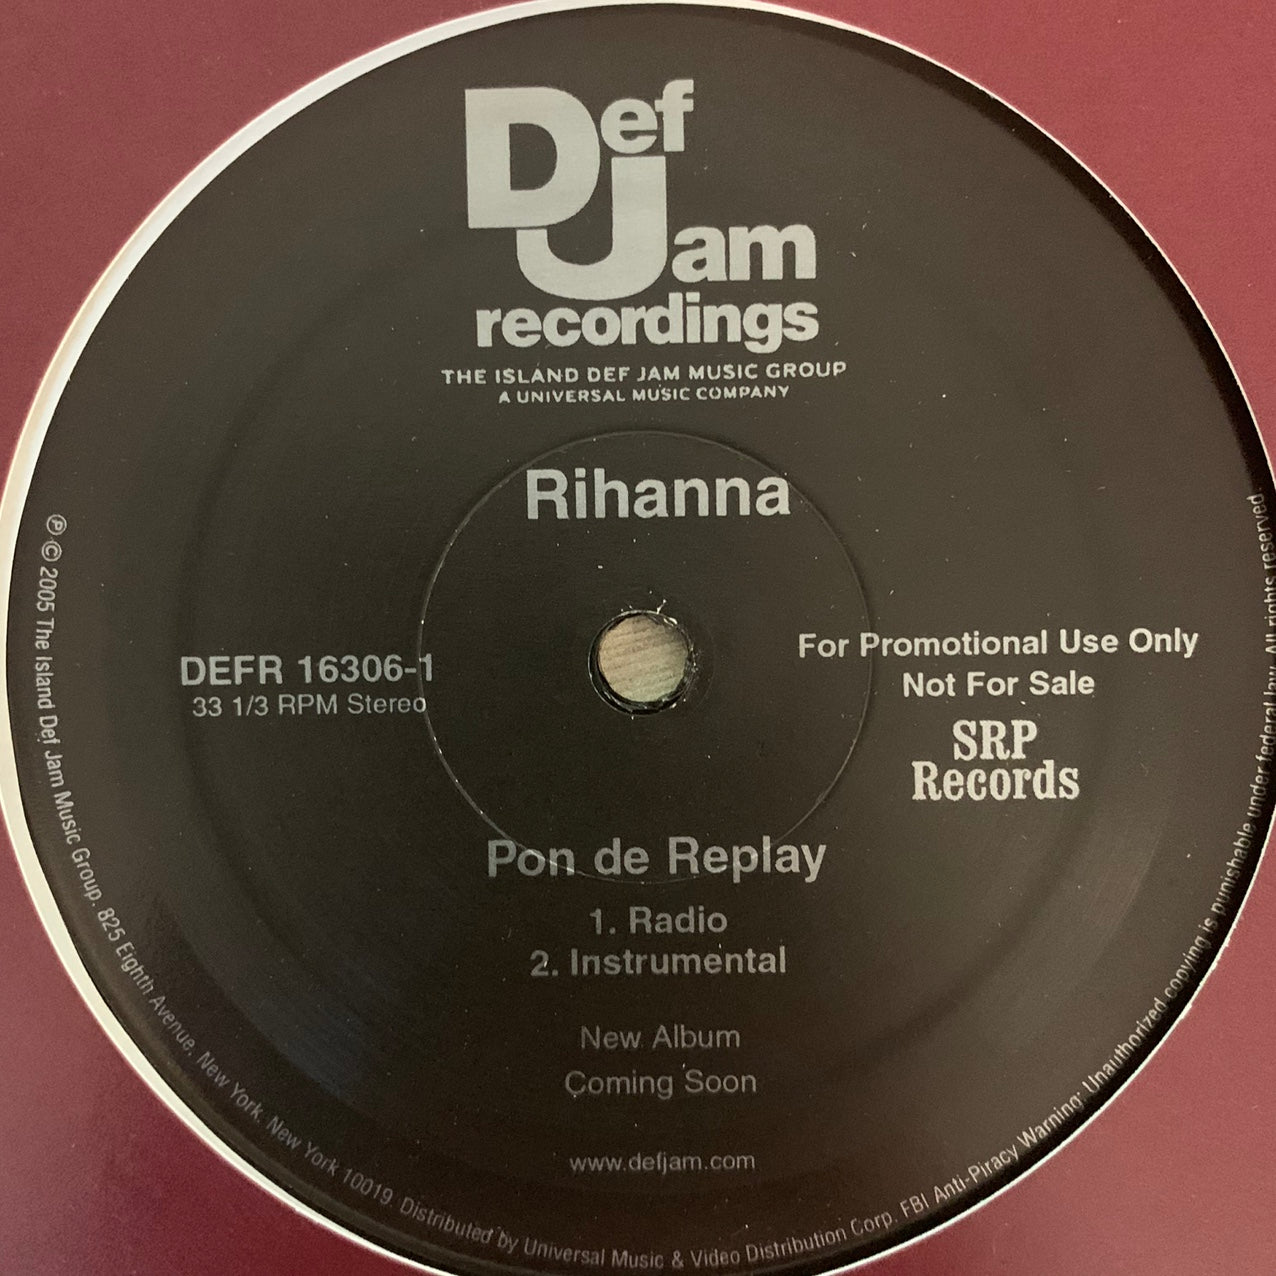 Def
Jam
recordings
THE ISLAND DEF JAM MUSIC GROUP
A UNIVERSAL MUSIC COMPANY
Rihanna
DEFR 16306-1
33 1/3 RPM Stereo
For Promotional Use Only
Not For Sale
SRP
Records
Pon de Replay
1. Radio
2. Instrumental
New Album
Coming Soon
www.defjam.com
℗ © 2005 The Island Def Jam Music Group. 825 Eighth Avenue. New York. New York 10019. Distributed by Universal Music & Video Distribution Corp. FBI Anti-Piracy Warning: Unauthorized copying is punishable under federal law. All rights reserved